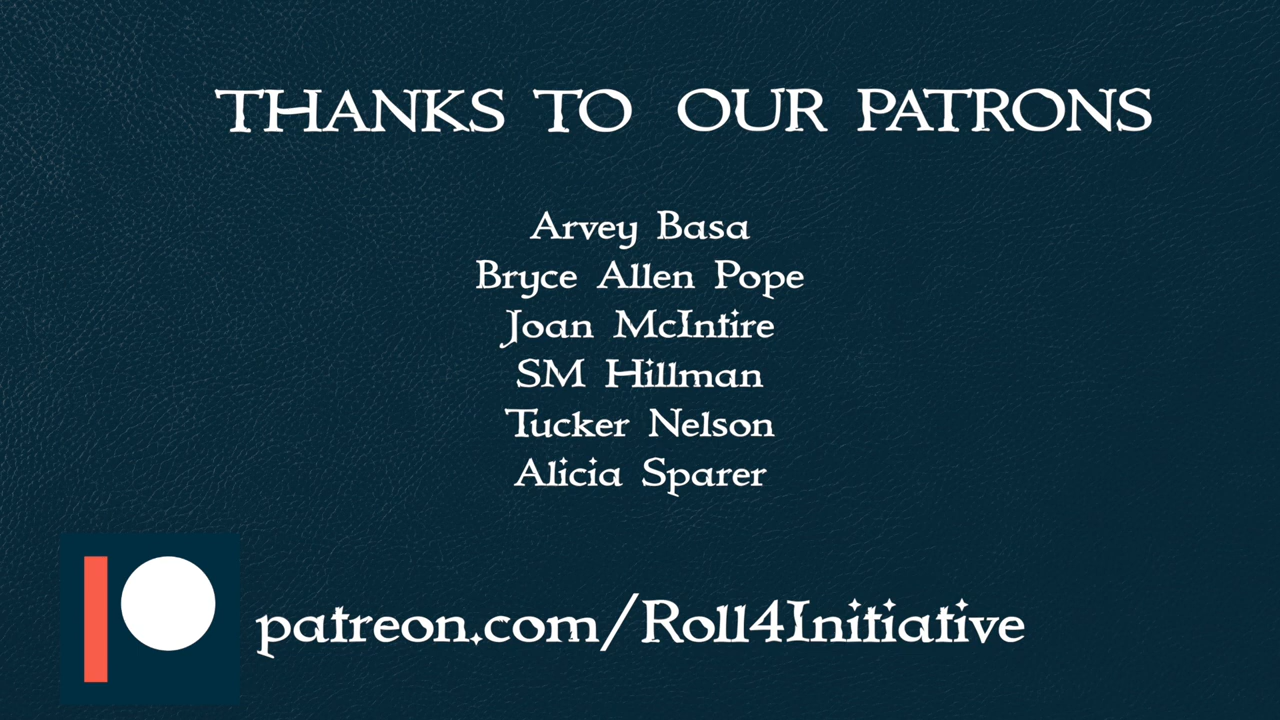 THANKS TO OUR PATRONS
Arvey Basa
Bryce Allen Pope
Joan McIntire
SM Hillman
Tucker Nelson
Alicia Sparer
patreon.com/Roll4Initiative